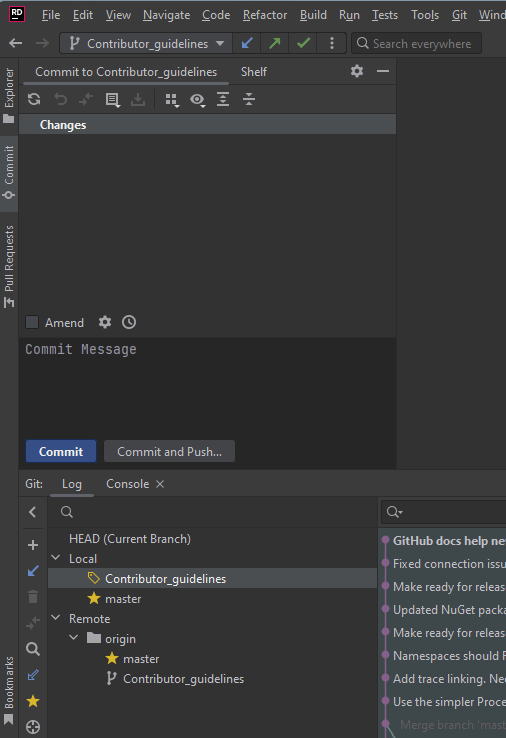 RD File Edit View Navigate Code Refactor Build Run Tests Tools Git Wind
Contributor_guidelines Search everywhere
Explorer
Commit
Pull Requests
Commit to Contributor_guidelines Shelf
Changes
Amend
Commit Message
Commit Commit and Push...
Git: Log Console
Bookmarks
HEAD (Current Branch)
Local
Contributor_guidelines
master
Remote
origin
master
Contributor_guidelines
GitHub docs help ne
Fixed connection issu
Make ready for releas
Updated NuGet packa
Make ready for releas
Namespaces should
Add trace linking. Nee
Use the simpler Proce
Merge branch 'mast